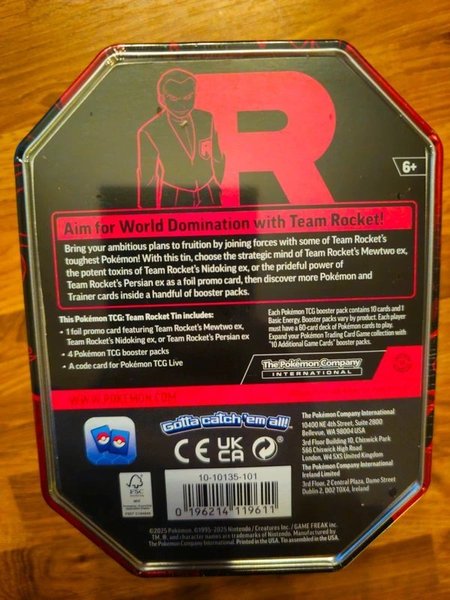 R
6+
Aim for World Domination with Team Rocket!
Bring your ambitious plans to fruition by joining forces with some of Team Rocket's
toughest Pokémon! With this tin, choose the strategic mind of Team Rocket's Mewtwo ex,
the potent toxins of Team Rocket's Nidoking ex, or the prideful power of
Team Rocket's Persian ex as a foil promo card, then discover more Pokémon and
Trainer cards inside a handful of booster packs.
This Pokémon TCG: Team Rocket Tin includes:
• 1 foil promo card featuring Team Rocket's Mewtwo ex,
Team Rocket's Nidoking ex, or Team Rocket's Persian ex
• 4 Pokémon TCG booster packs
• A code card for Pokémon TCG Live
Each Pokémon TCG booster pack contains 10 cards and 1
Basic Energy. Booster packs vary by product. Each player
must have a 60-card deck of Pokémon cards to play.
Expand your Pokémon Trading Card Game collection with
"10 Additional Game Cards" booster packs.
The Pokémon Company
INTERNATIONAL
WWW.POKEMON.COM
Gotta catch 'em all!
CE UK
CA
The Pokémon Company International
10400 NE 4th Street, Suite 2800
Bellevue, WA 98004 USA
3rd Floor Building 10, Chiswick Park
566 Chiswick High Road
London, W4 5XS United Kingdom
The Pokémon Company International
Ireland Limited
3rd Floor, 2 Central Plaza, Dame Street
Dublin 2, D02 T0X4, Ireland
FSC
MIX
10-10135-101
0 196214 119611
©2025 Pokémon. ©1995–2025 Nintendo / Creatures Inc. / GAME FREAK inc.
TM, ®, and character names are trademarks of Nintendo. Manufactured by
The Pokémon Company International. Printed in the USA. Tin assembled in the USA.